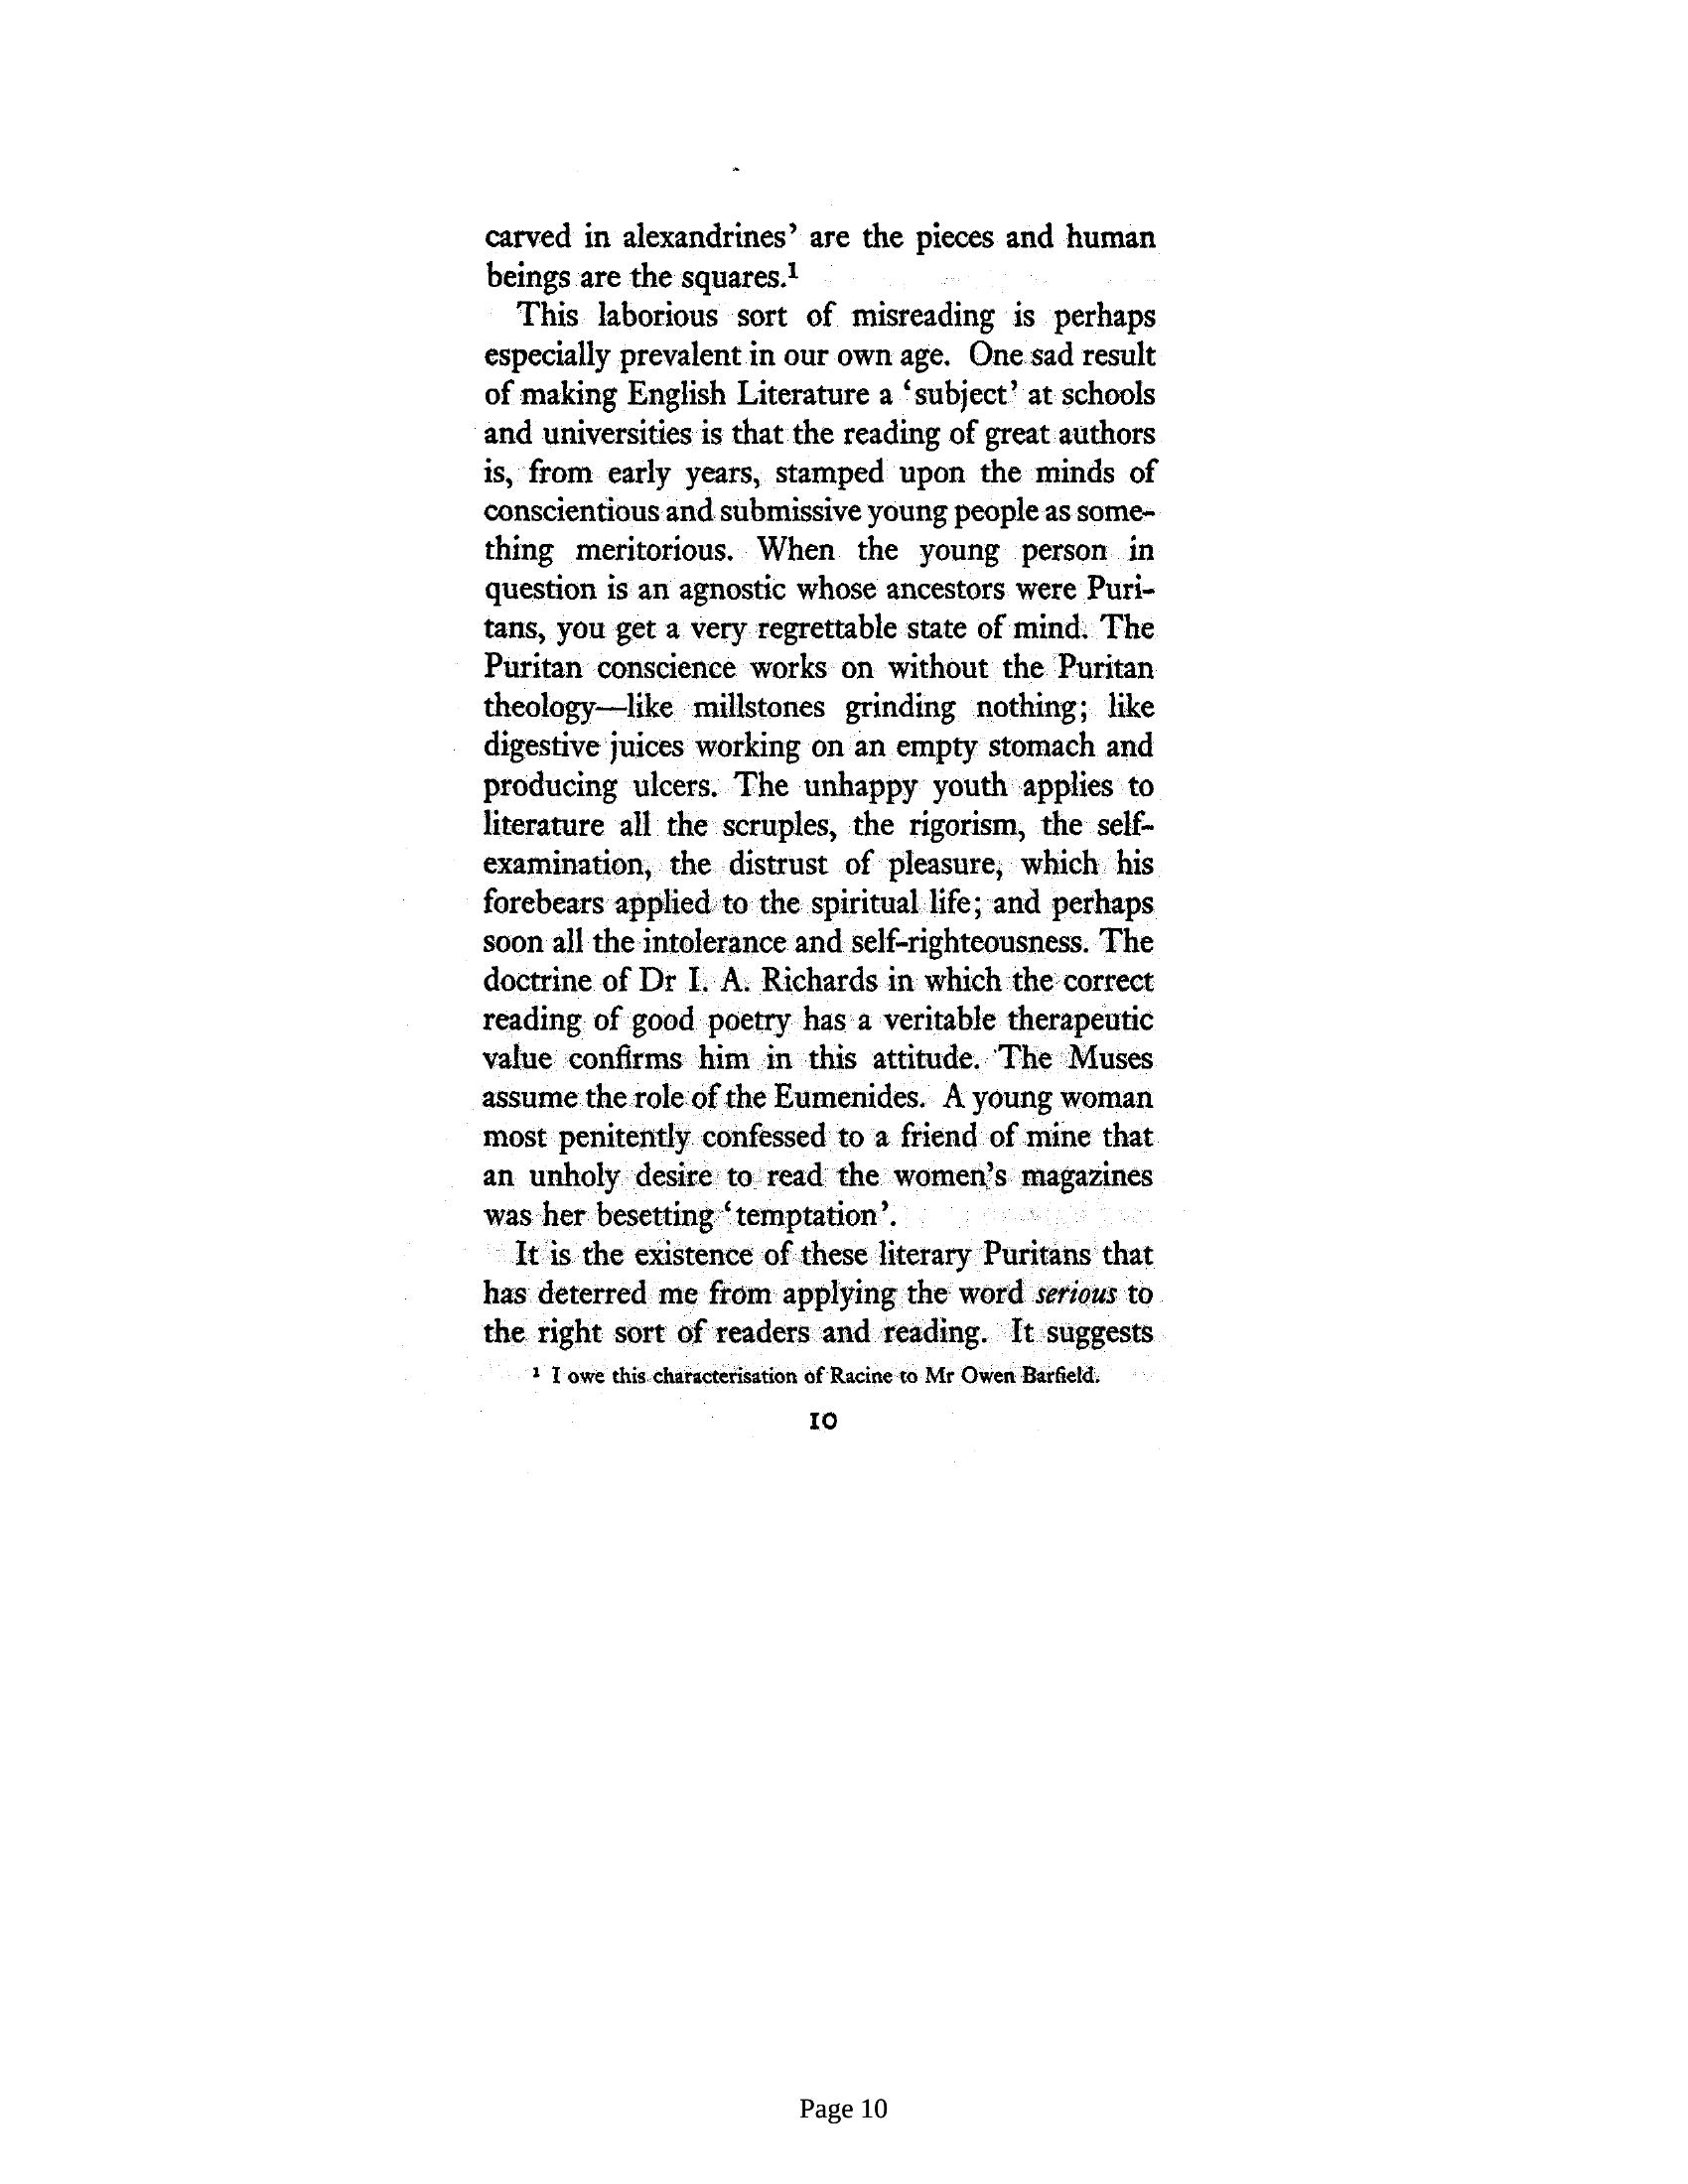 carved in alexandrines’ are the pieces and human
beings are the squares.¹
This laborious sort of misreading is perhaps
especially prevalent in our own age. One sad result
of making English Literature a ‘subject’ at schools
and universities is that the reading of great authors
is, from early years, stamped upon the minds of
conscientious and submissive young people as some-
thing meritorious. When the young person in
question is an agnostic whose ancestors were Puri-
tans, you get a very regrettable state of mind. The
Puritan conscience works on without the Puritan
theology—like millstones grinding nothing; like
digestive juices working on an empty stomach and
producing ulcers. The unhappy youth applies to
literature all the scruples, the rigorism, the self-
examination, the distrust of pleasure, which his
forebears applied to the spiritual life; and perhaps
soon all the intolerance and self-righteousness. The
doctrine of Dr I. A. Richards in which the correct
reading of good poetry has a veritable therapeutic
value confirms him in this attitude. The Muses
assume the role of the Eumenides. A young woman
most penitently confessed to a friend of mine that
an unholy desire to read the women’s magazines
was her besetting ‘temptation’.
It is the existence of these literary Puritans that
has deterred me from applying the word serious to
the right sort of readers and reading. It suggests
¹ I owe this characterisation of Racine to Mr Owen Barfield.
10
Page 10